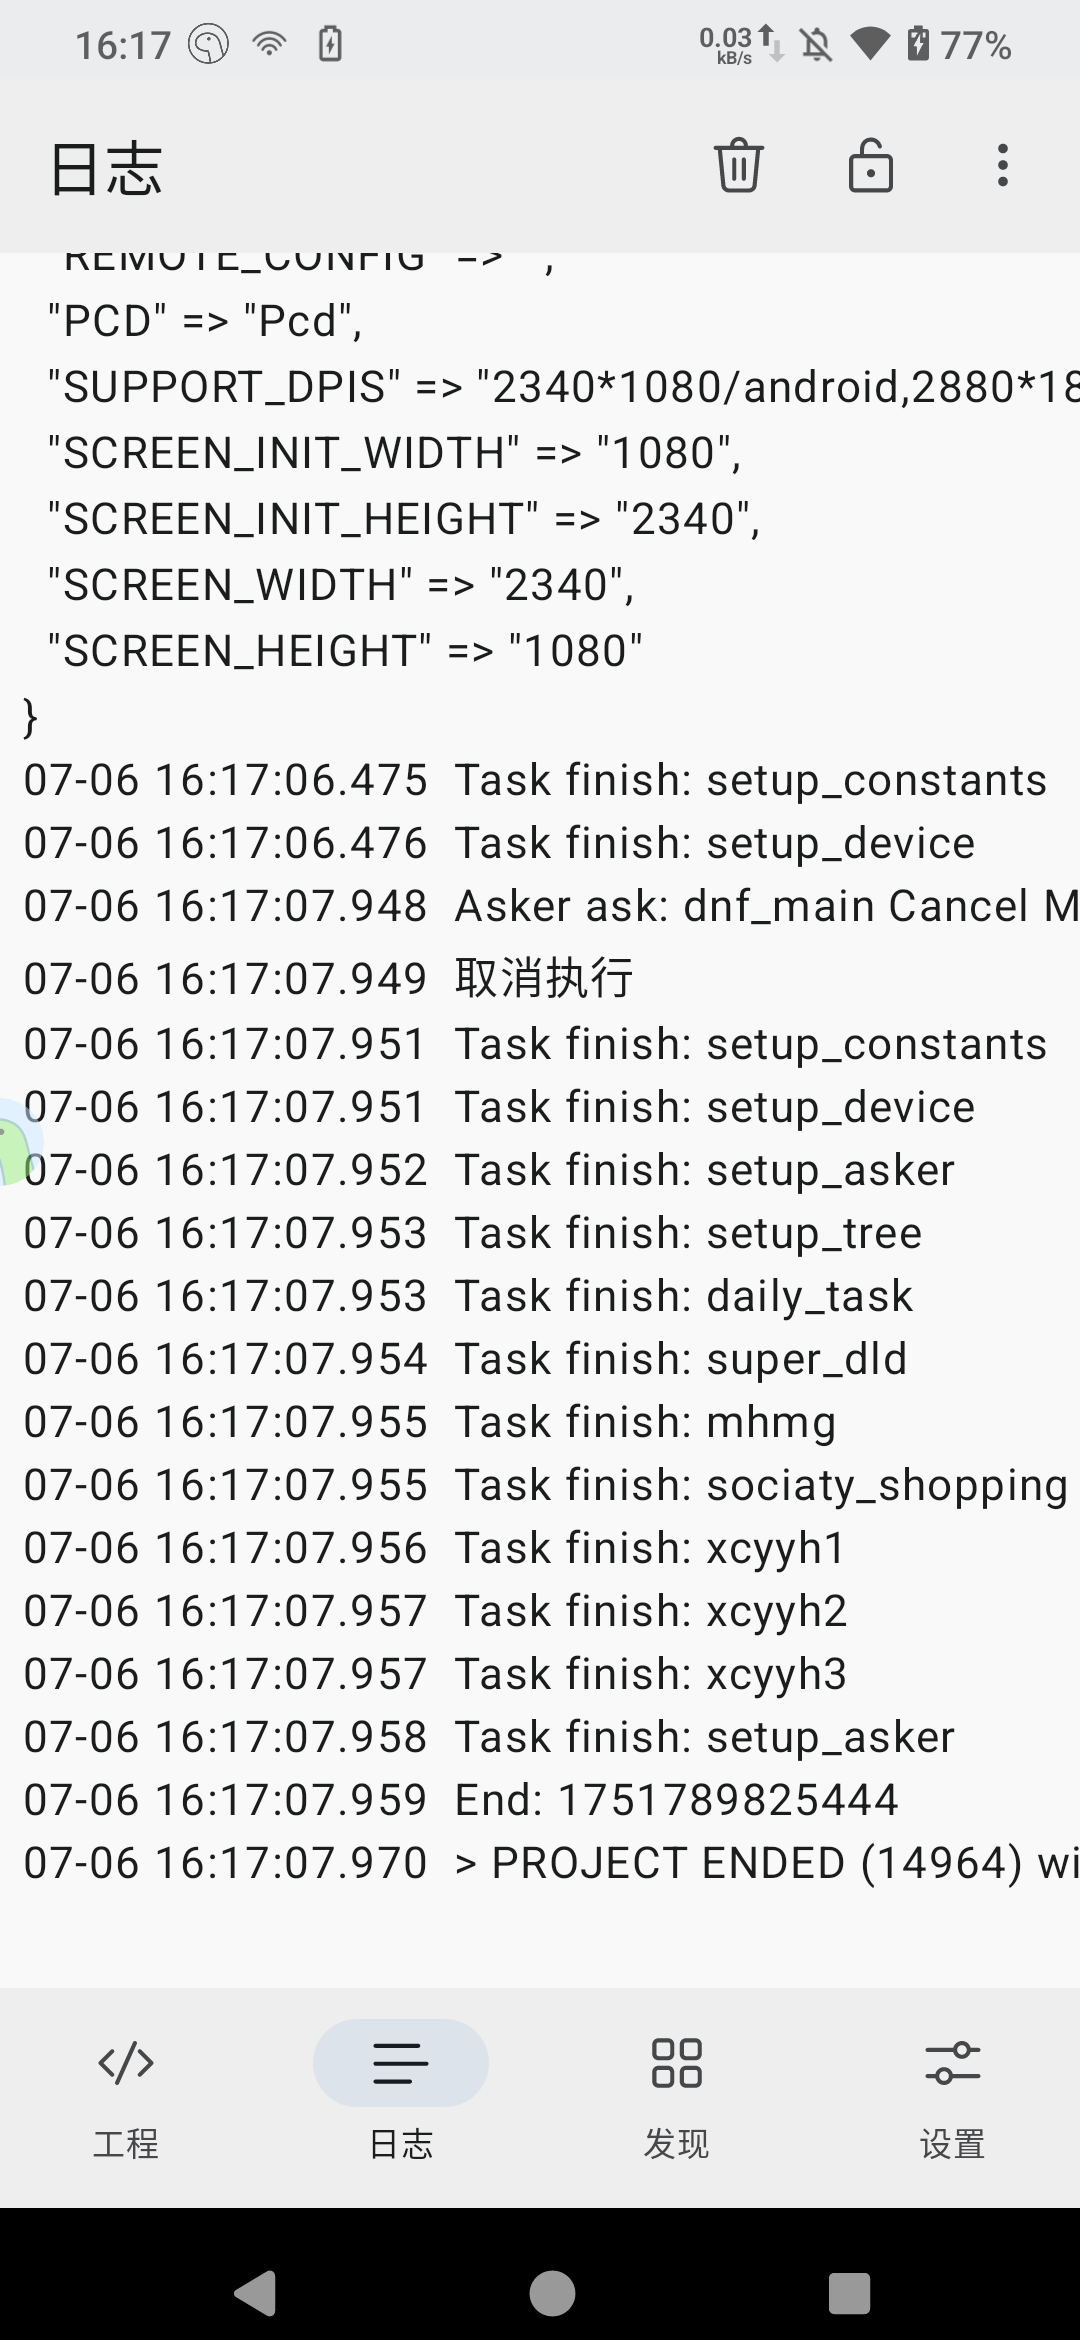 16:17
0.03
kB/s
77%
日志
"REMOTE_CONFIG" => "",
"PCD" => "Pcd",
"SUPPORT_DPIS" => "2340*1080/android,2880*18
"SCREEN_INIT_WIDTH" => "1080",
"SCREEN_INIT_HEIGHT" => "2340",
"SCREEN_WIDTH" => "2340",
"SCREEN_HEIGHT" => "1080"
}
07-06 16:17:06.475 Task finish: setup_constants
07-06 16:17:06.476 Task finish: setup_device
07-06 16:17:07.948 Asker ask: dnf_main Cancel M
07-06 16:17:07.949 取消执行
07-06 16:17:07.951 Task finish: setup_constants
07-06 16:17:07.951 Task finish: setup_device
07-06 16:17:07.952 Task finish: setup_asker
07-06 16:17:07.953 Task finish: setup_tree
07-06 16:17:07.953 Task finish: daily_task
07-06 16:17:07.954 Task finish: super_dld
07-06 16:17:07.955 Task finish: mhmg
07-06 16:17:07.955 Task finish: sociaty_shopping
07-06 16:17:07.956 Task finish: xcyyh1
07-06 16:17:07.957 Task finish: xcyyh2
07-06 16:17:07.957 Task finish: xcyyh3
07-06 16:17:07.958 Task finish: setup_asker
07-06 16:17:07.959 End: 1751789825444
07-06 16:17:07.970 > PROJECT ENDED (14964) wi
工程
日志
发现
设置